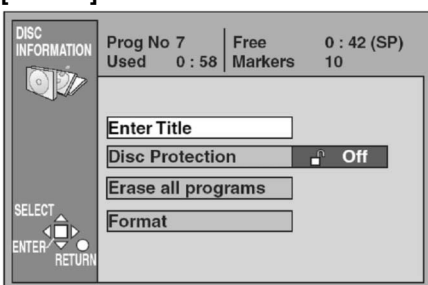 DISC
INFORMATION
Prog No 7 Free 0 : 42 (SP)
Used 0 : 58 Markers 10
Enter Title
Disc Protection Off
Erase all programs
Format
SELECT
ENTER
RETURN